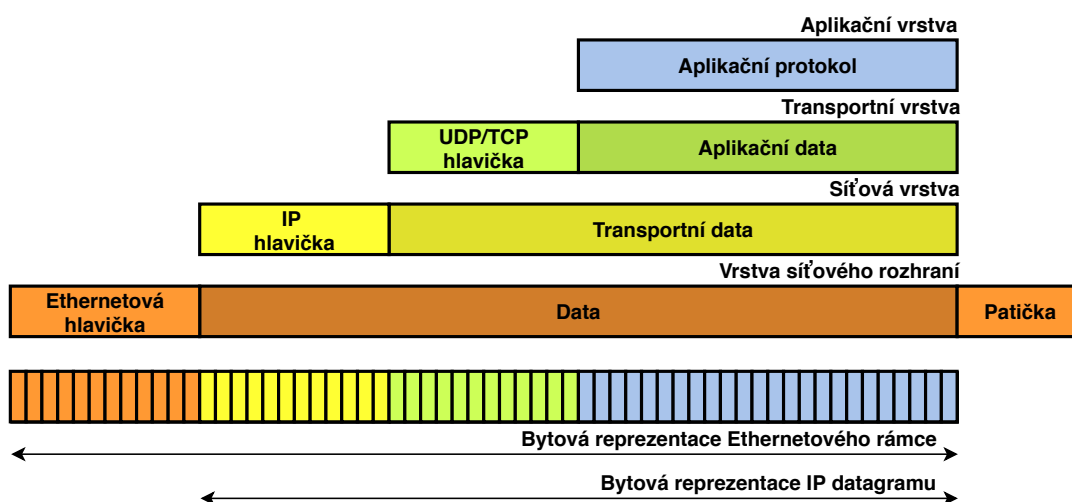 Aplikační vrstva
Aplikační protokol
Transportní vrstva
UDP/TCP
hlavička
Aplikační data
Síťová vrstva
IP
hlavička
Transportní data
Vrstva síťového rozhraní
Ethernetová
hlavička
Data
Patička
Bytová reprezentace Ethernetového rámce
Bytová reprezentace IP datagramu